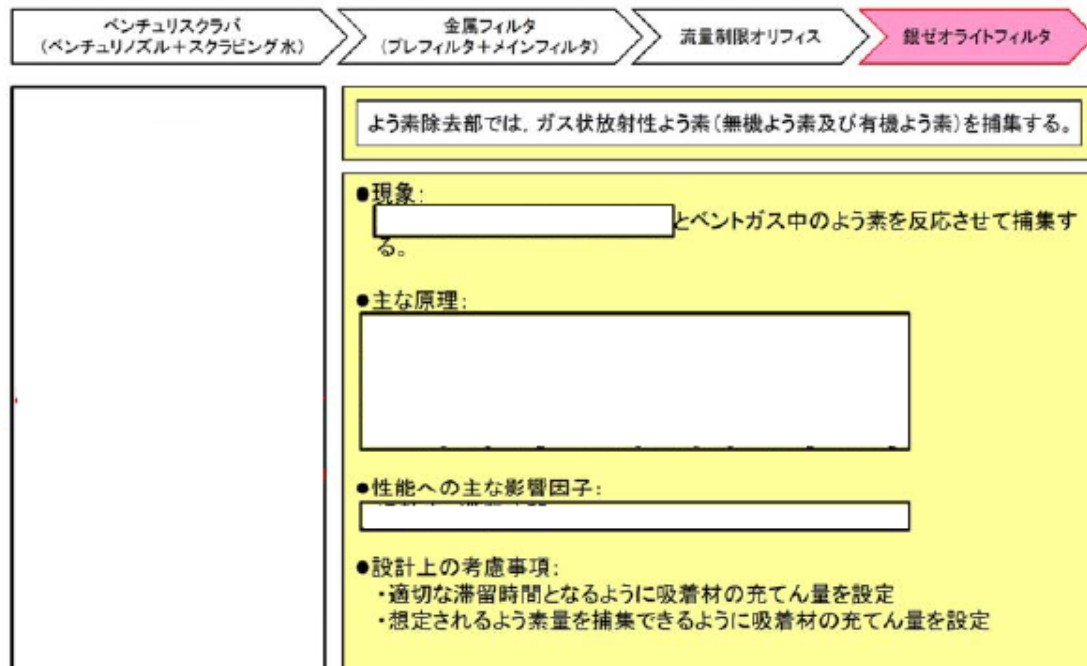 ベンチュリスクラバ
(ベンチュリノズル+スクラビング水)
金属フィルタ
(プレフィルタ+メインフィルタ)
流量制限オリフィス
銀ゼオライトフィルタ
よう素除去部では，ガス状放射性よう素(無機よう素及び有機よう素)を捕集する。
●現象：
とベントガス中のよう素を反応させて捕集す
る。
●主な原理：
●性能への主な影響因子：
●設計上の考慮事項：
・適切な滞留時間となるように吸着材の充てん量を設定
・想定されるよう素量を捕集できるように吸着材の充てん量を設定